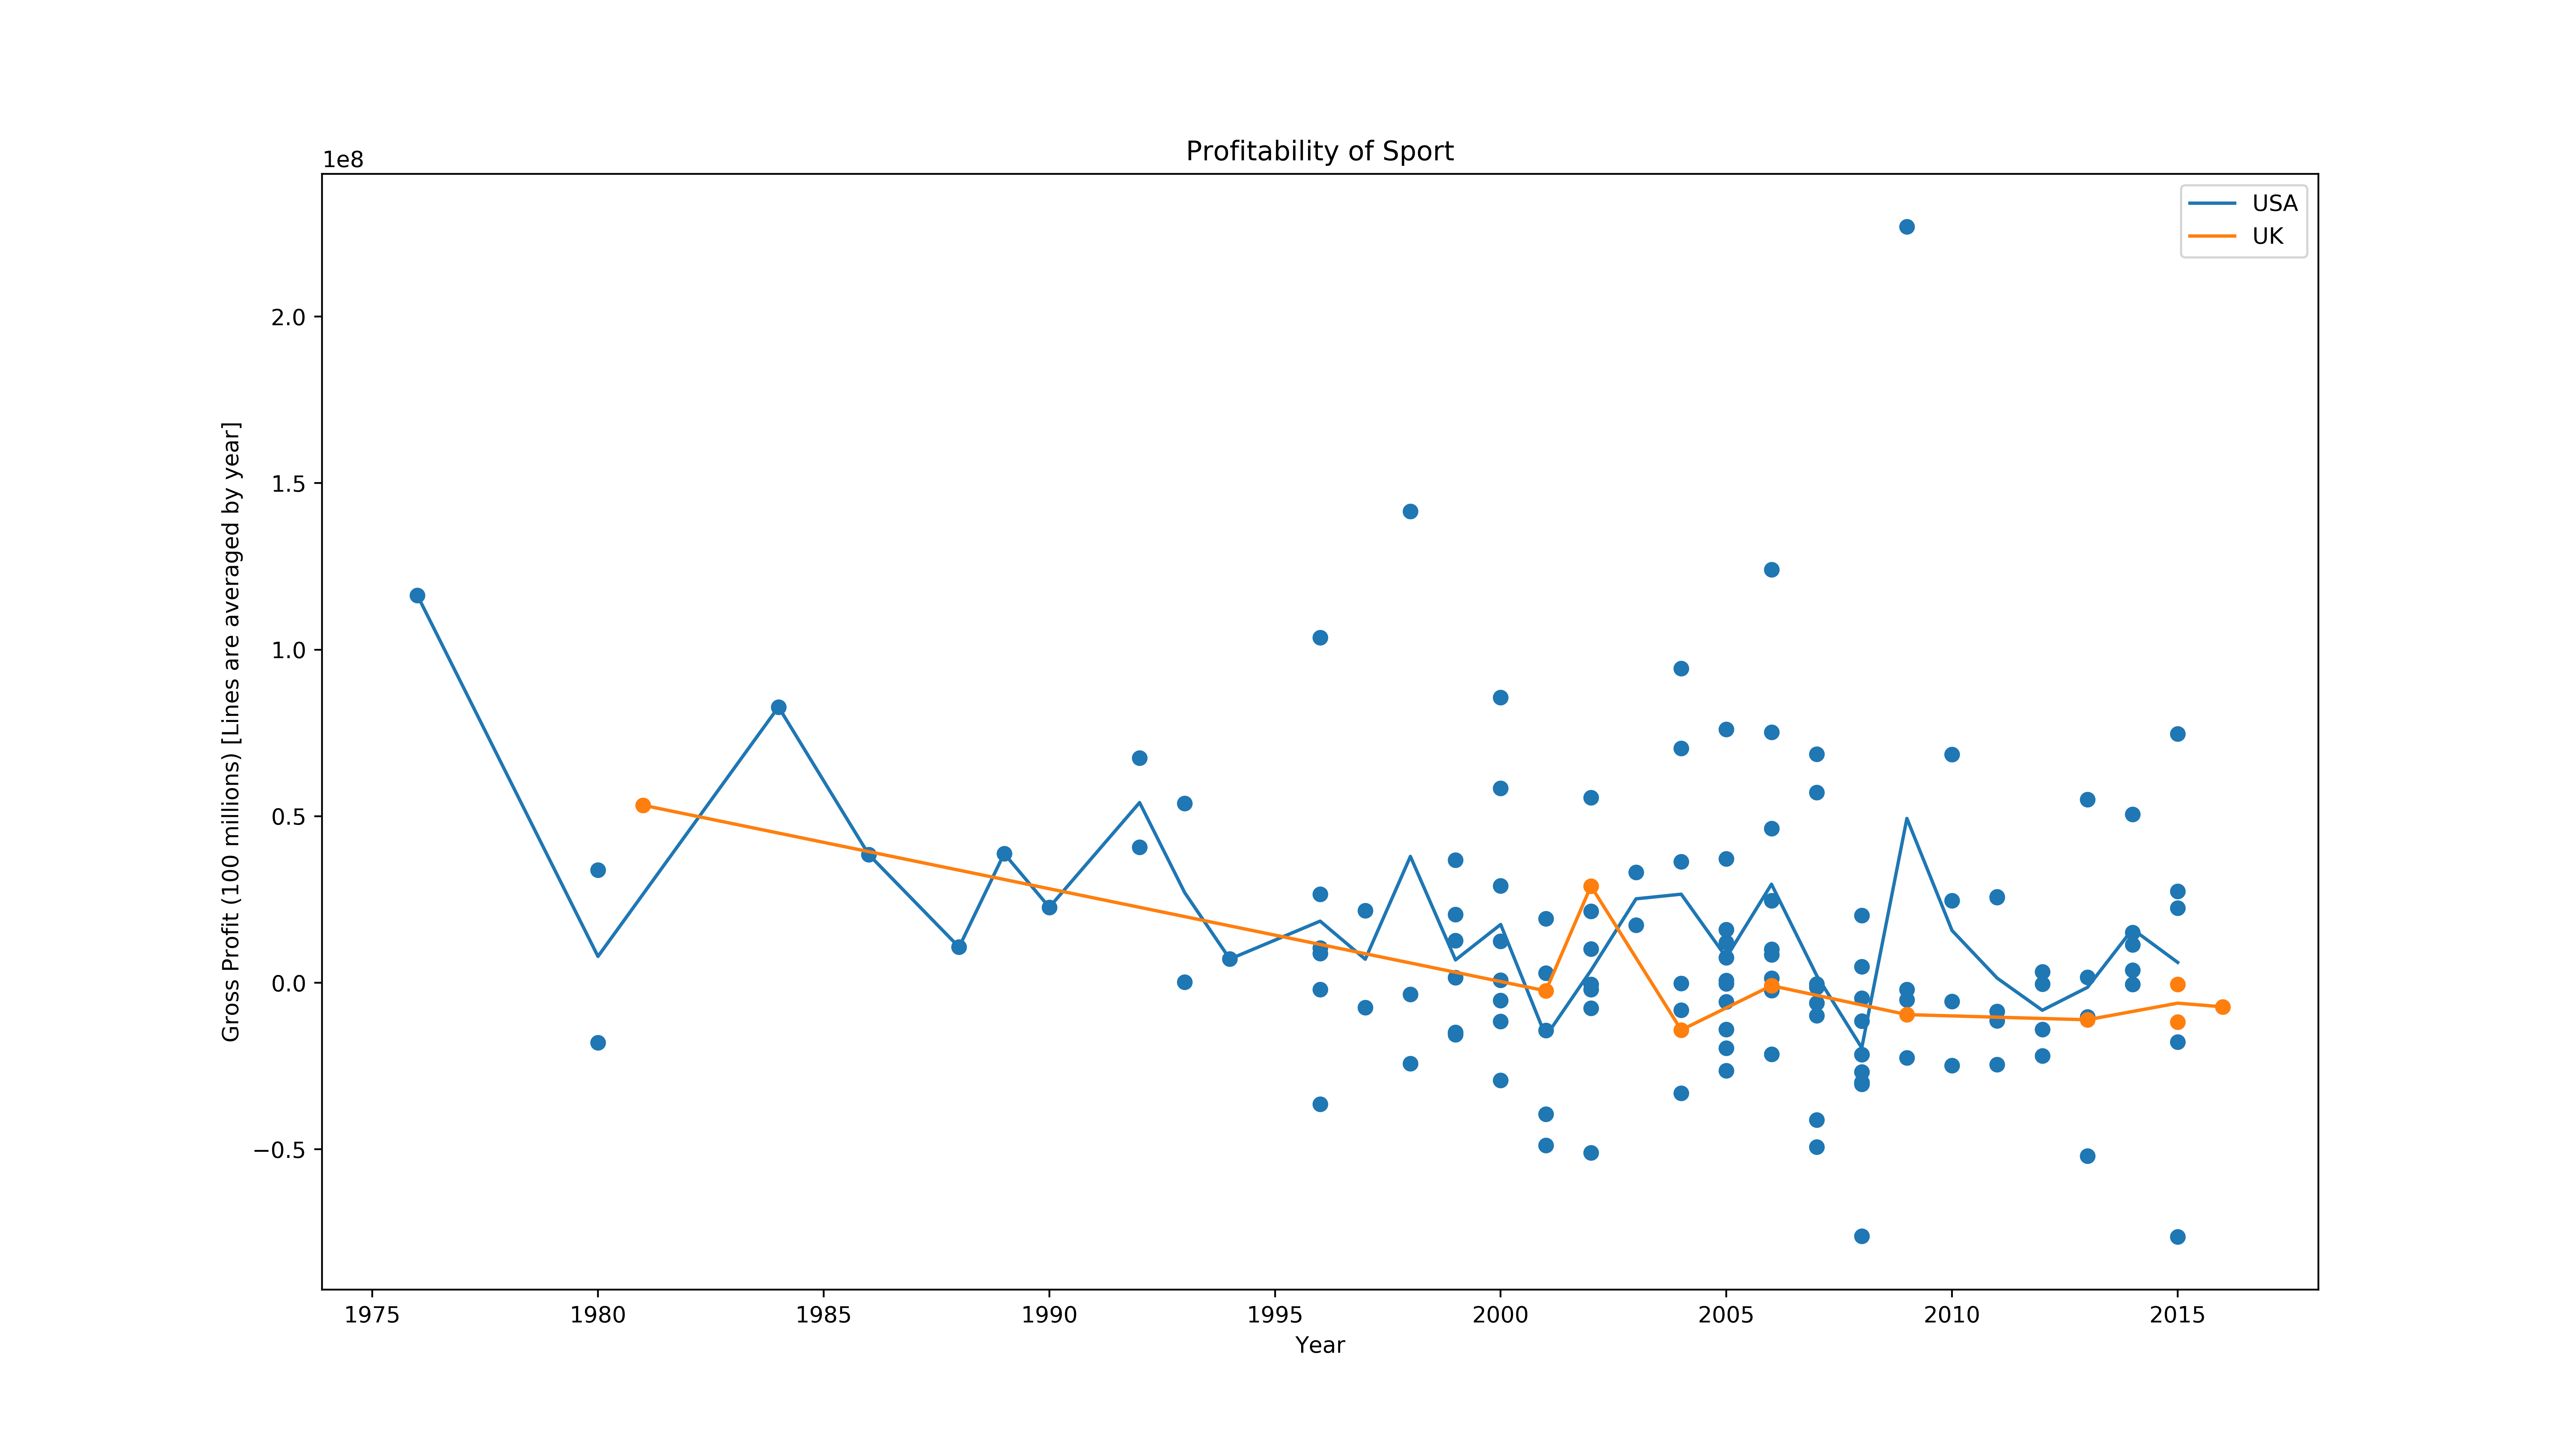 Profitability of Sport
1e8
USA
UK
2.0
1.5
1.0
0.5
0.0
−0.5
Gross Profit (100 millions) [Lines are averaged by year]
1975 1980 1985 1990 1995 2000 2005 2010 2015
Year